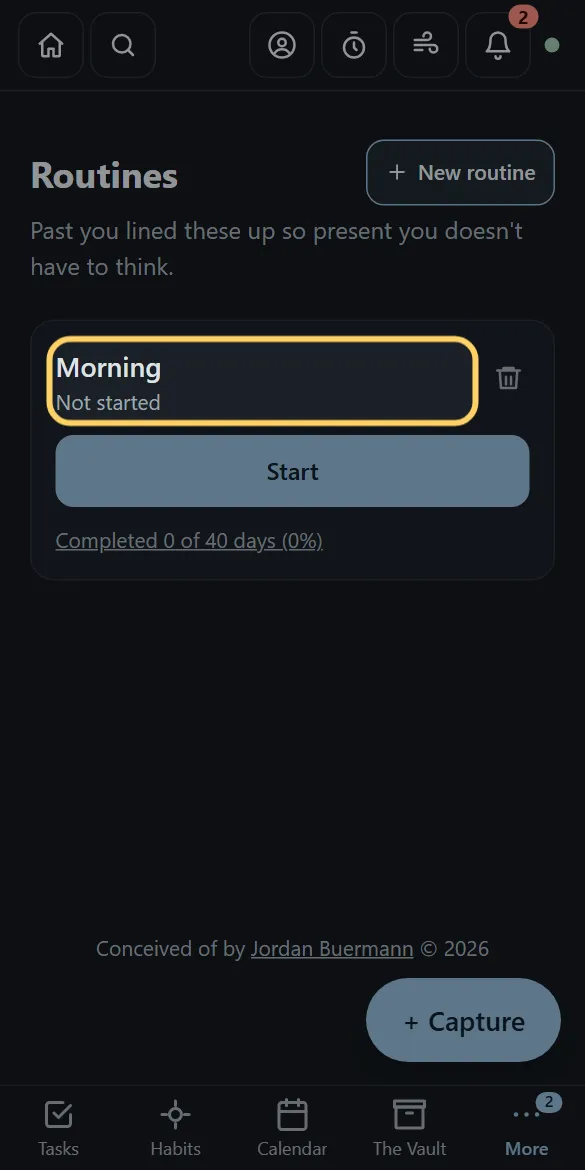 2
Routines
+ New routine
Past you lined these up so present you doesn't
have to think.
Morning
Not started
Start
Completed 0 of 40 days (0%)
Conceived of by Jordan Buermann © 2026
+ Capture
2
Tasks
Habits
Calendar
The Vault
More